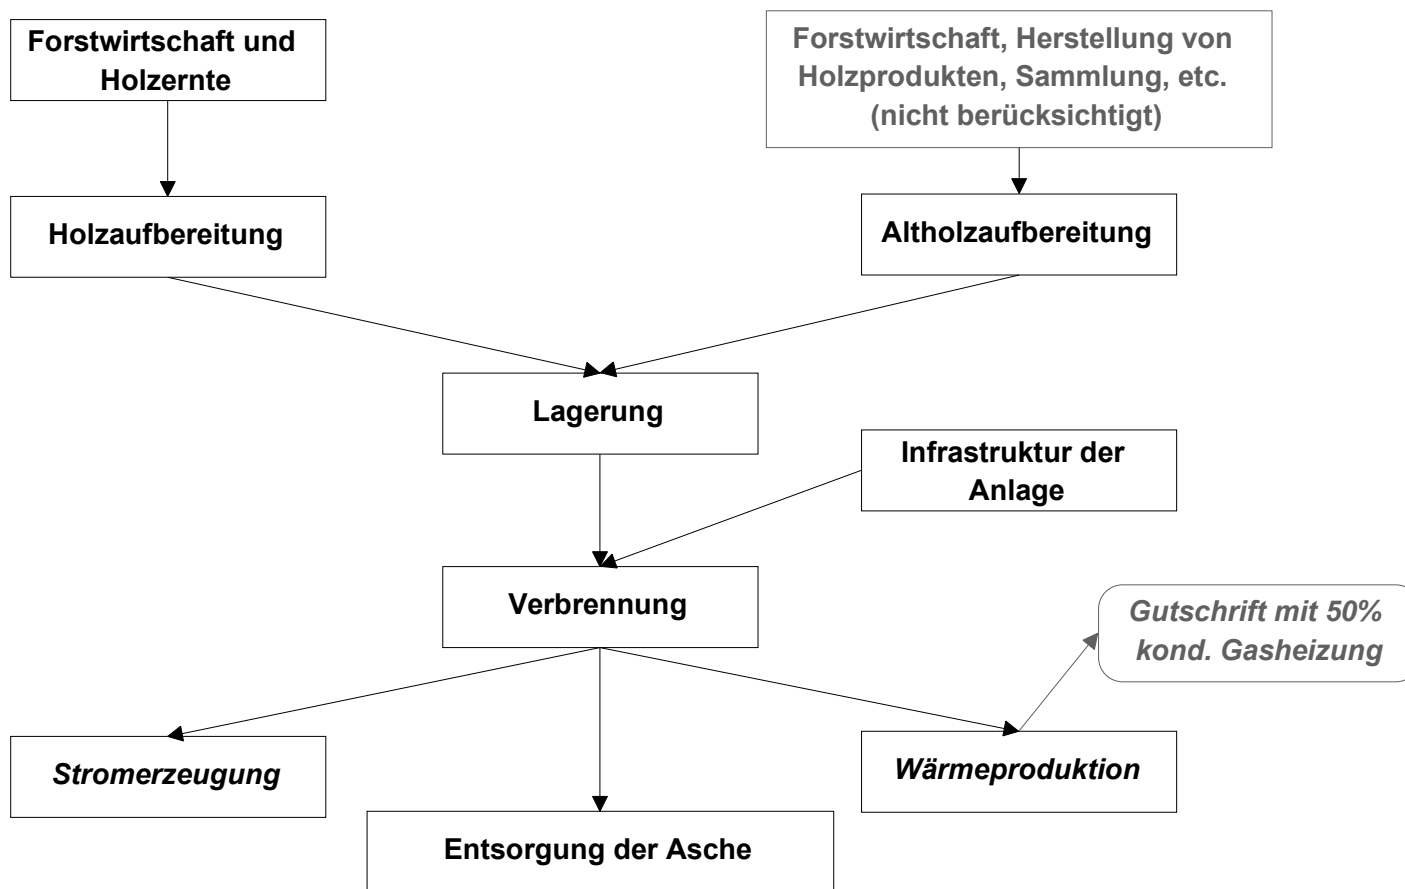 Forstwirtschaft und
Holzernte
Forstwirtschaft, Herstellung von
Holzprodukten, Sammlung, etc.
(nicht berücksichtigt)
Holzaufbereitung
Altholzaufbereitung
Lagerung
Infrastruktur der
Anlage
Verbrennung
Gutschrift mit 50%
kond. Gasheizung
Stromerzeugung
Wärmeproduktion
Entsorgung der Asche